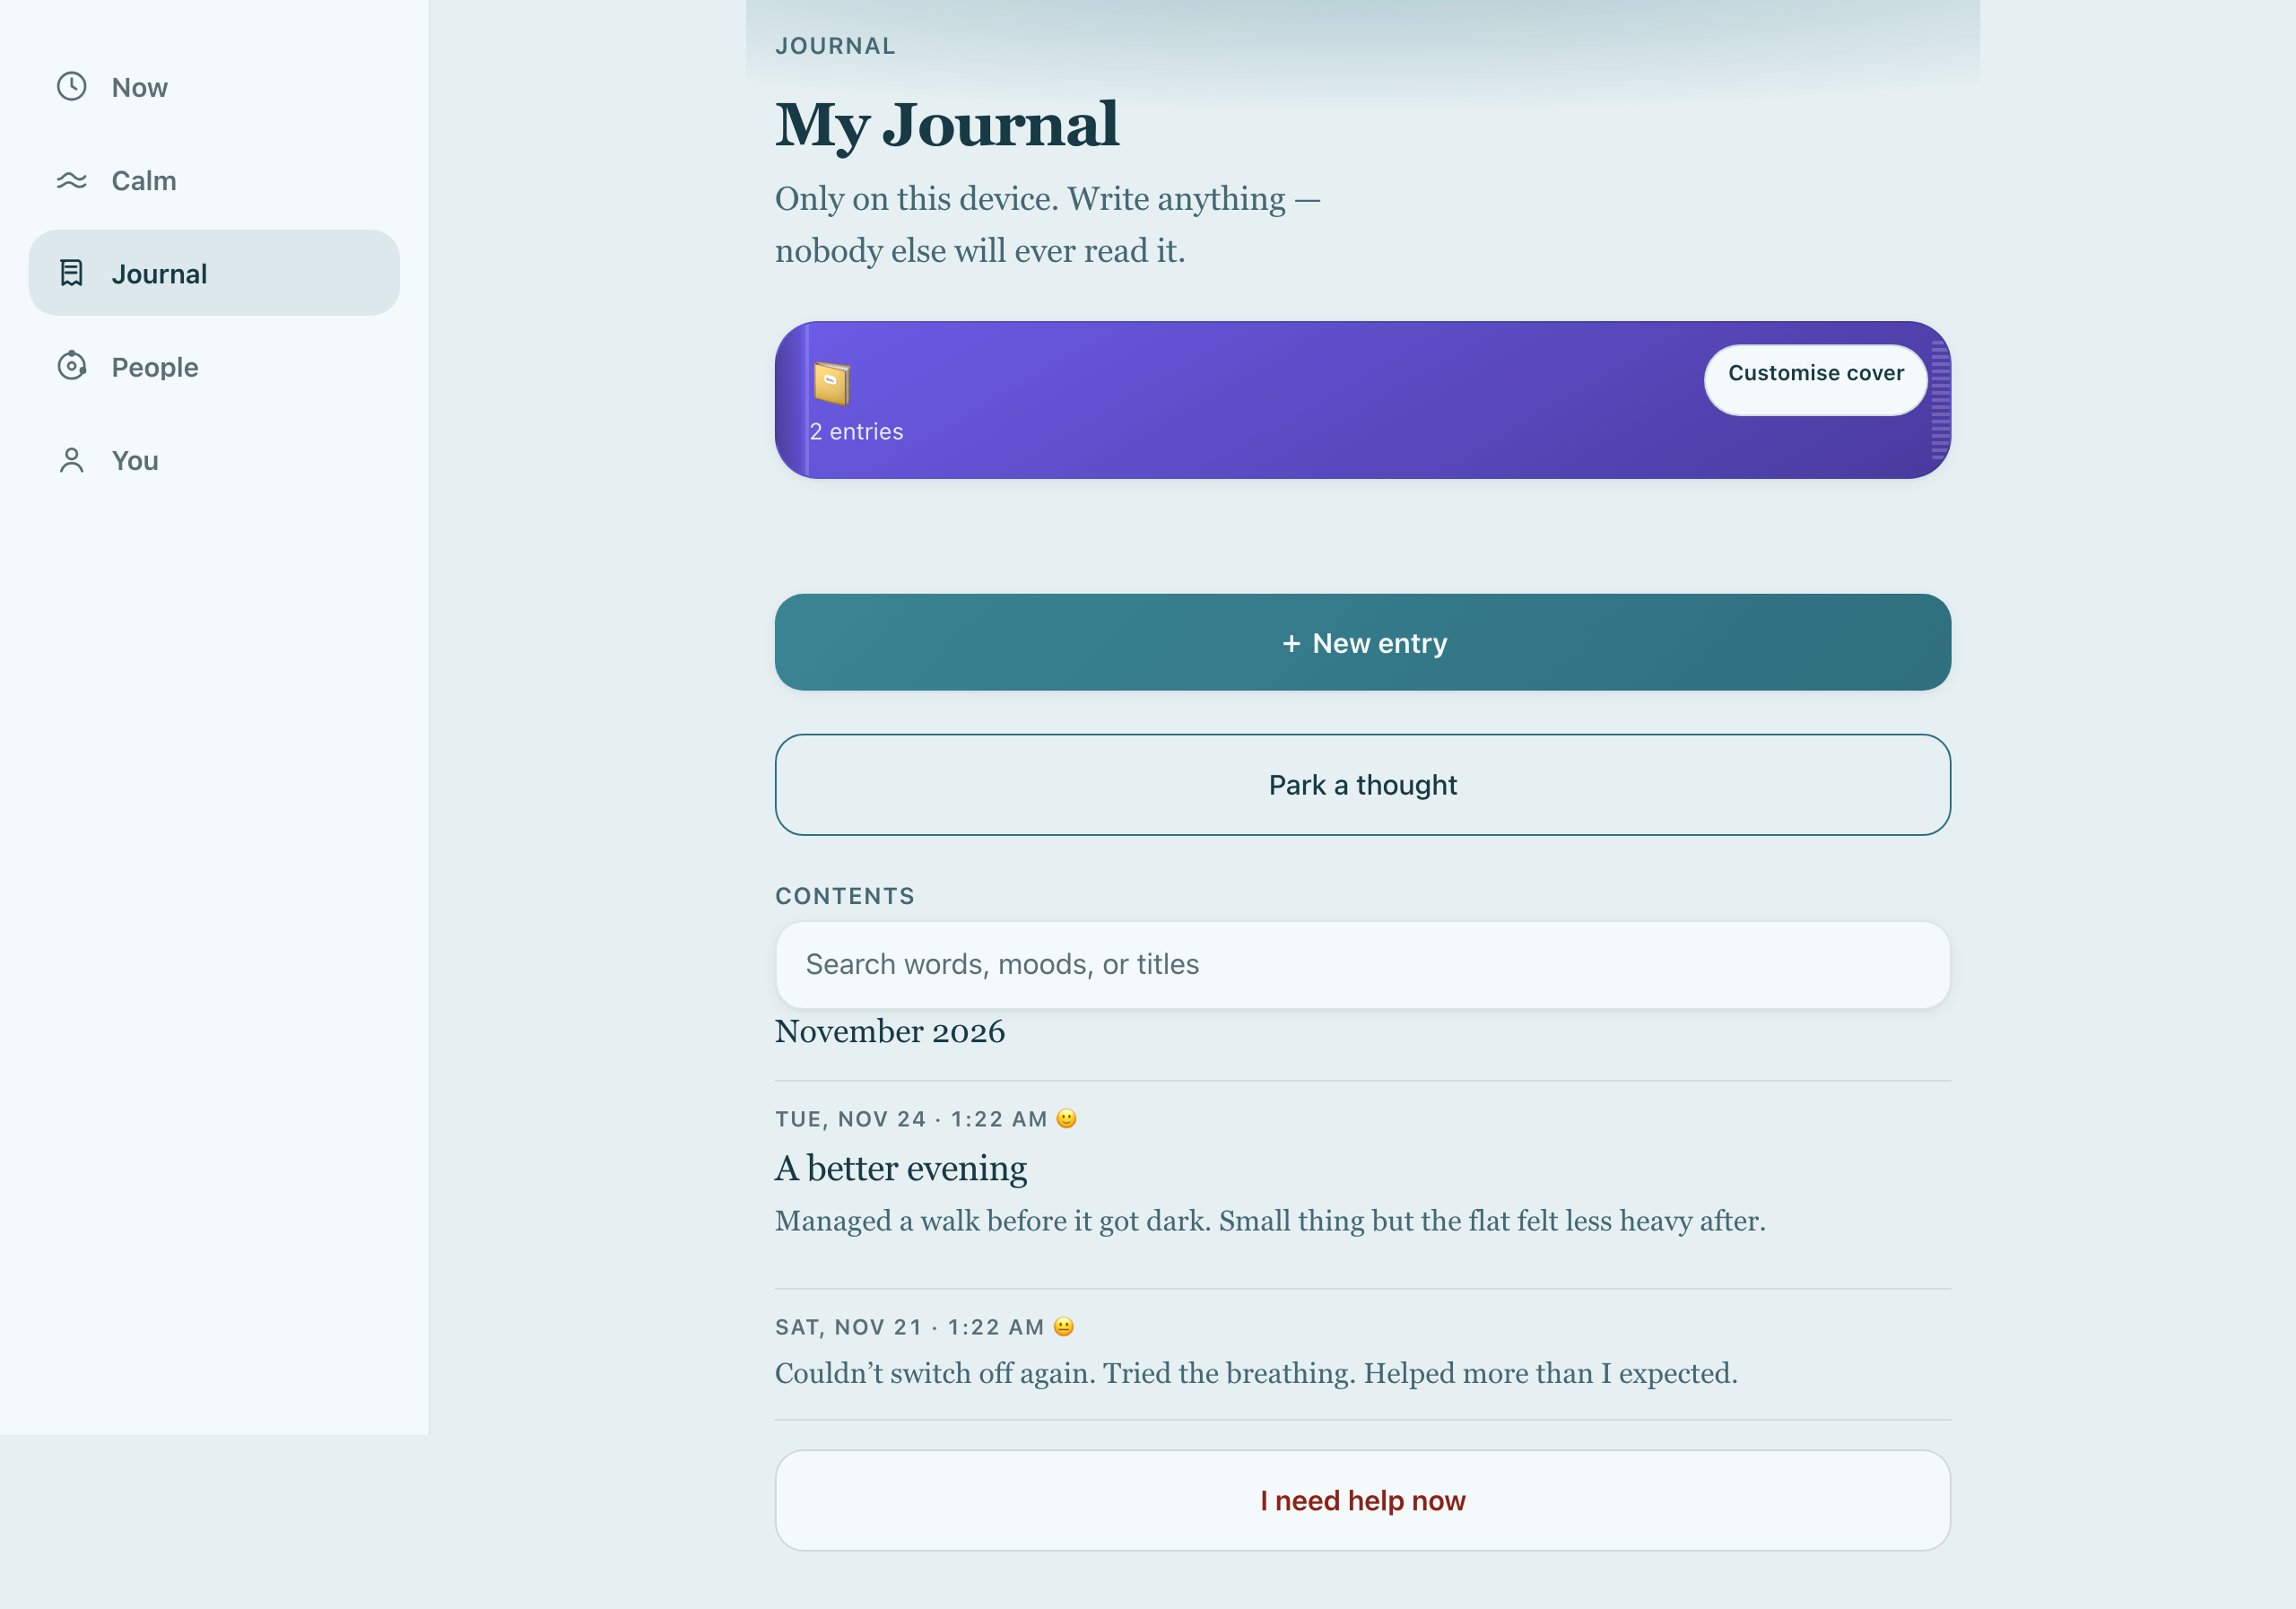 Now
Calm
Journal
People
You
JOURNAL
My Journal
Only on this device. Write anything —
nobody else will ever read it.
2 entries
Customise cover
+ New entry
Park a thought
CONTENTS
Search words, moods, or titles
November 2026
TUE, NOV 24 · 1:22 AM 🙂
A better evening
Managed a walk before it got dark. Small thing but the flat felt less heavy after.
SAT, NOV 21 · 1:22 AM 😐
Couldn’t switch off again. Tried the breathing. Helped more than I expected.
I need help now